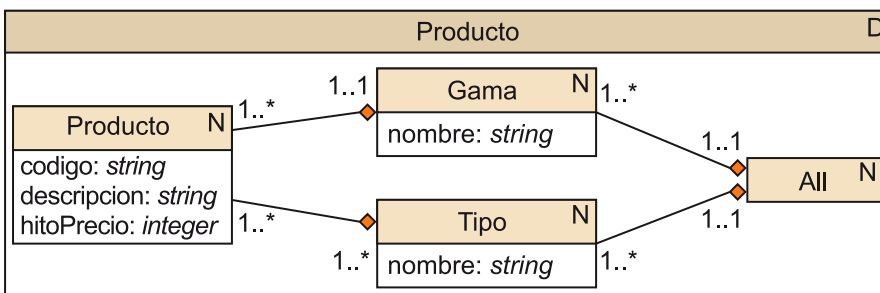 Producto D
1..1 Gama N 1..*
1..* nombre: string
Producto N
1..1
codigo: string
descripcion: string
hitoPrecio: integer
All N
1..* Tipo N 1..1
1..* nombre: string 1..*